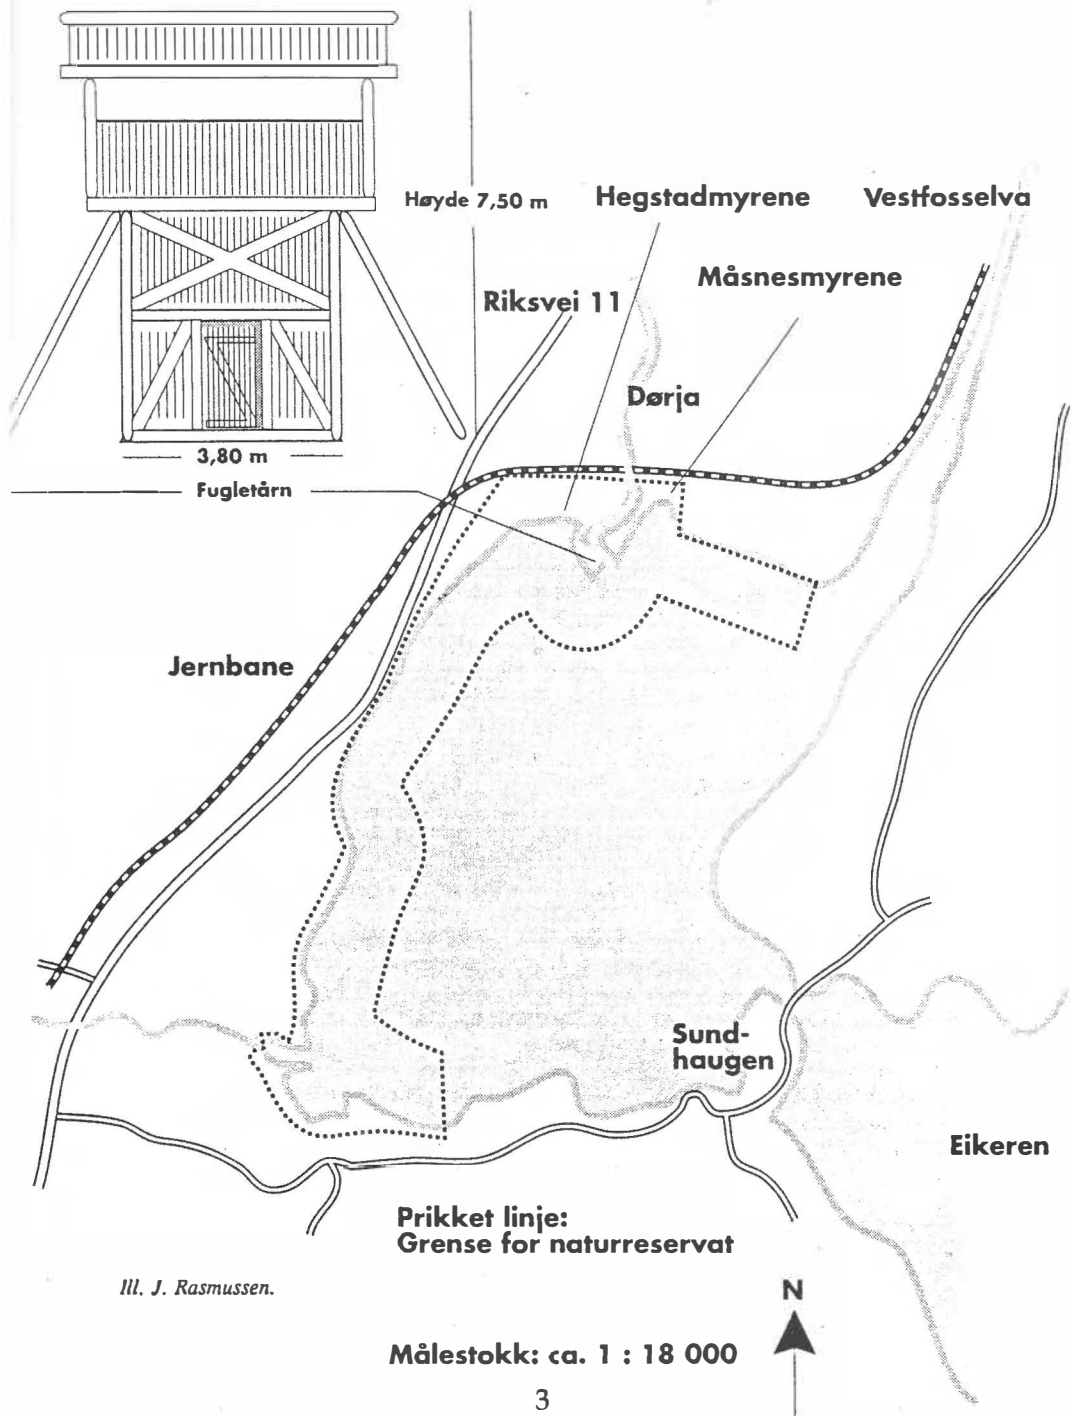 Høyde 7,50 m
Hegstadmyrene
Vestfosselva
Måsnesmyrene
Riksvei 11
Dørja
3,80 m
Fugletårn
Jernbane
Sund-
haugen
Eikeren
Prikket linje:
Grense for naturreservat
Ill. J. Rasmussen.
N
Målestokk: ca. 1 : 18 000
3